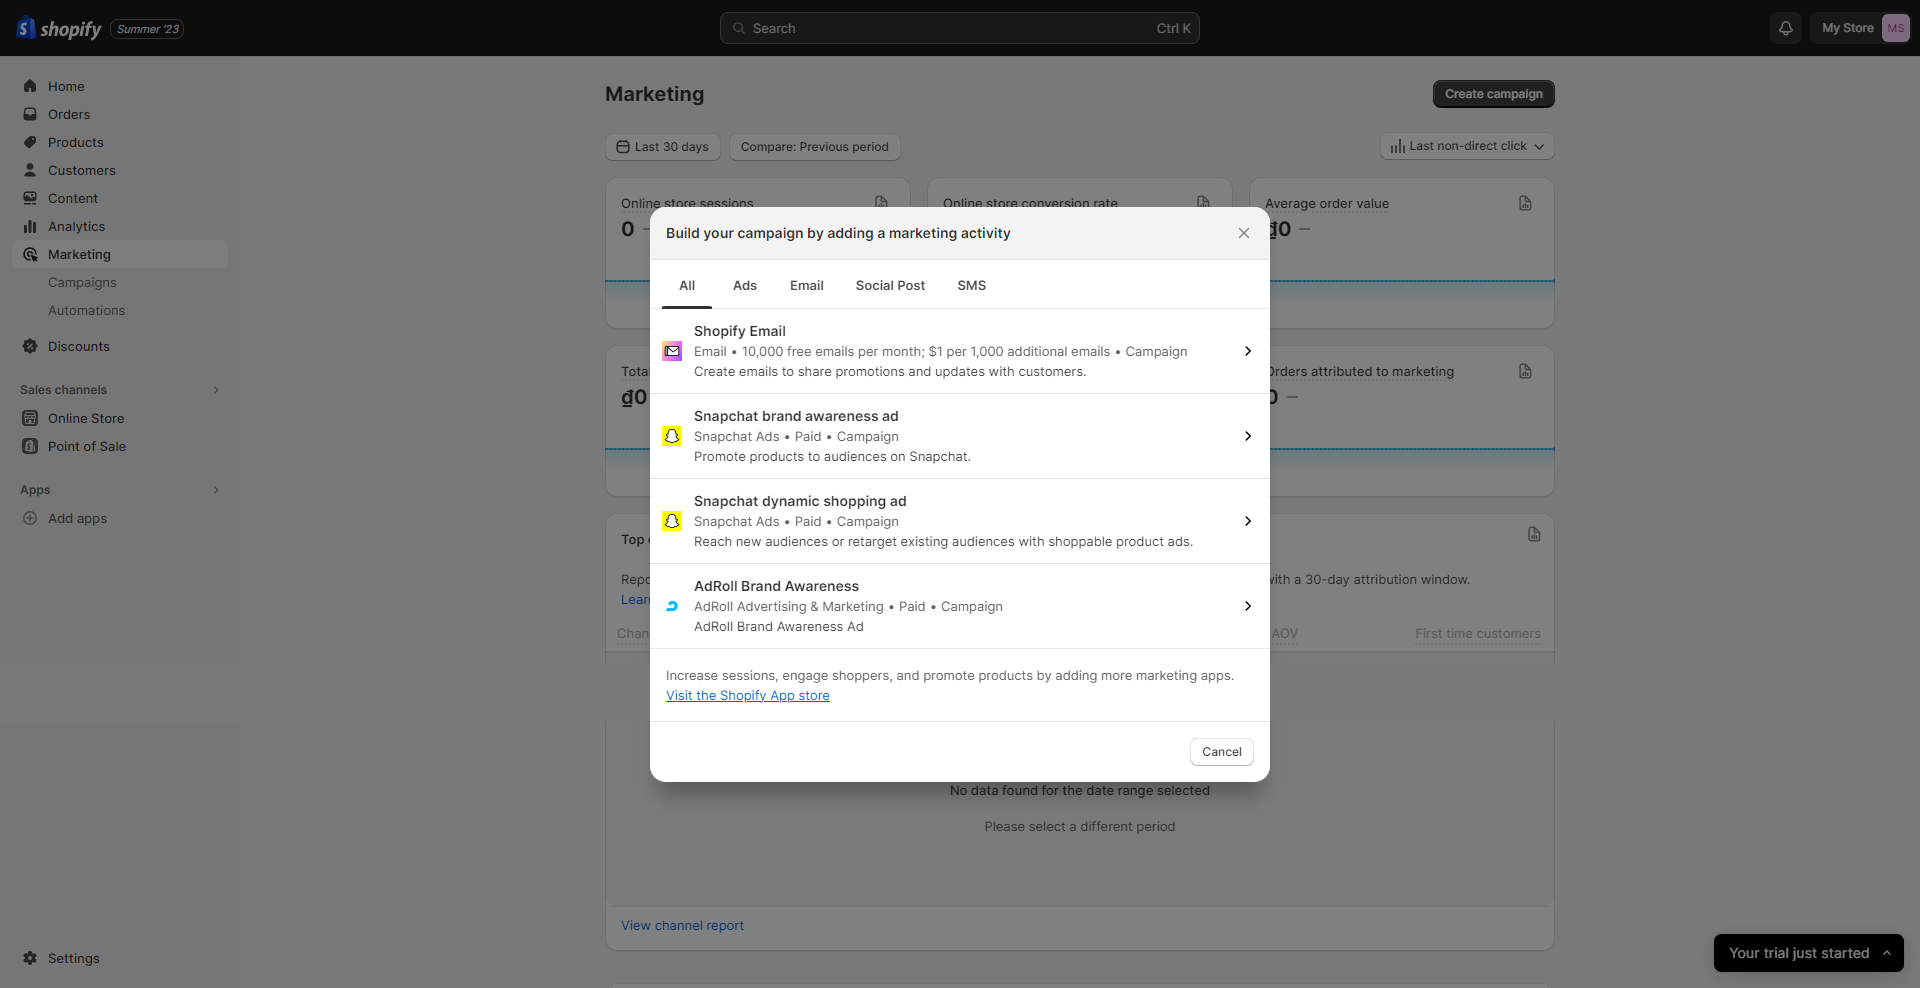 shopify Summer '23
Search Ctrl K
My Store MS
Home
Orders
Products
Customers
Content
Analytics
Marketing
Campaigns
Automations
Discounts
Sales channels
Online Store
Point of Sale
Apps
Add apps
Settings
Marketing
Create campaign
Last 30 days Compare: Previous period Last non-direct click
Online store sessions Online store conversion rate Average order value
0 – ₫0 –
Build your campaign by adding a marketing activity
All Ads Email Social Post SMS
Shopify Email
Email • 10,000 free emails per month; $1 per 1,000 additional emails • Campaign
Create emails to share promotions and updates with customers.
Snapchat brand awareness ad
Snapchat Ads • Paid • Campaign
Promote products to audiences on Snapchat.
Snapchat dynamic shopping ad
Snapchat Ads • Paid • Campaign
Reach new audiences or retarget existing audiences with shoppable product ads.
AdRoll Brand Awareness
AdRoll Advertising & Marketing • Paid • Campaign
AdRoll Brand Awareness Ad
Increase sessions, engage shoppers, and promote products by adding more marketing apps.
Visit the Shopify App store
Cancel
Orders attributed to marketing
₫0 0 –
Top
with a 30-day attribution window.
Learn
AOV First time customers
No data found for the date range selected
Please select a different period
View channel report
Your trial just started